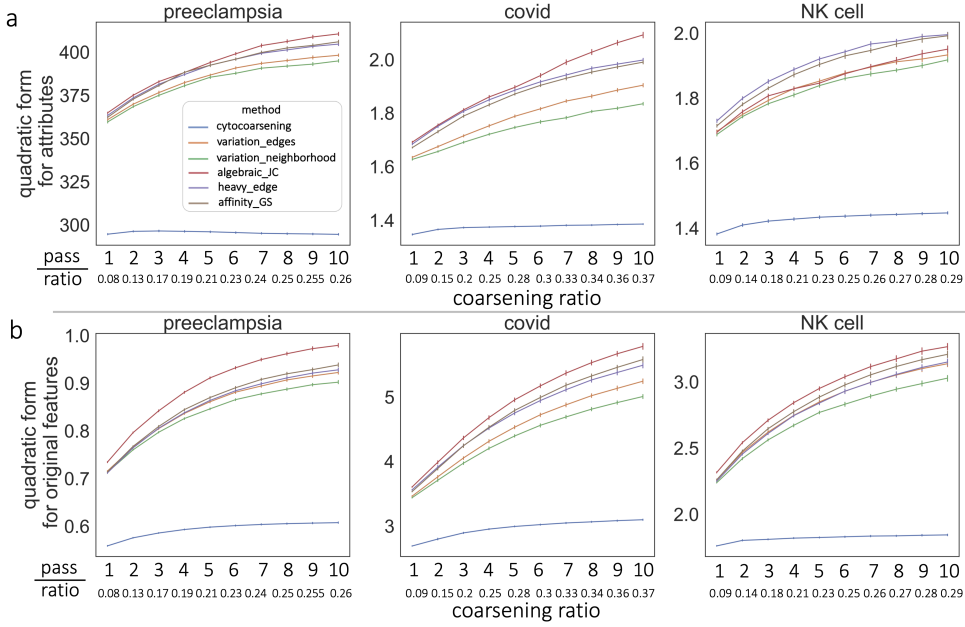 a
preeclampsia
covid
NK cell
quadratic form
for attributes
400
375
350
325
300
2.0
1.8
1.6
1.4
2.0
1.8
1.6
1.4
method
cytocoarsening
variation_edges
variation_neighborhood
algebraic_JC
heavy_edge
affinity_GS
pass 1 2 3 4 5 6 7 8 9 10 1 2 3 4 5 6 7 8 9 10 1 2 3 4 5 6 7 8 9 10
ratio 0.08 0.13 0.17 0.19 0.21 0.23 0.24 0.25 0.255 0.26 0.09 0.15 0.2 0.25 0.28 0.3 0.33 0.34 0.36 0.37 0.09 0.14 0.18 0.21 0.23 0.25 0.26 0.27 0.28 0.29
coarsening ratio
b
preeclampsia
covid
NK cell
quadratic form
for original features
1.0
0.9
0.8
0.7
0.6
5
4
3
3.0
2.5
2.0
pass 1 2 3 4 5 6 7 8 9 10 1 2 3 4 5 6 7 8 9 10 1 2 3 4 5 6 7 8 9 10
ratio 0.08 0.13 0.17 0.19 0.21 0.23 0.24 0.25 0.255 0.26 0.09 0.15 0.2 0.25 0.28 0.3 0.33 0.34 0.36 0.37 0.09 0.14 0.18 0.21 0.23 0.25 0.26 0.27 0.28 0.29
coarsening ratio